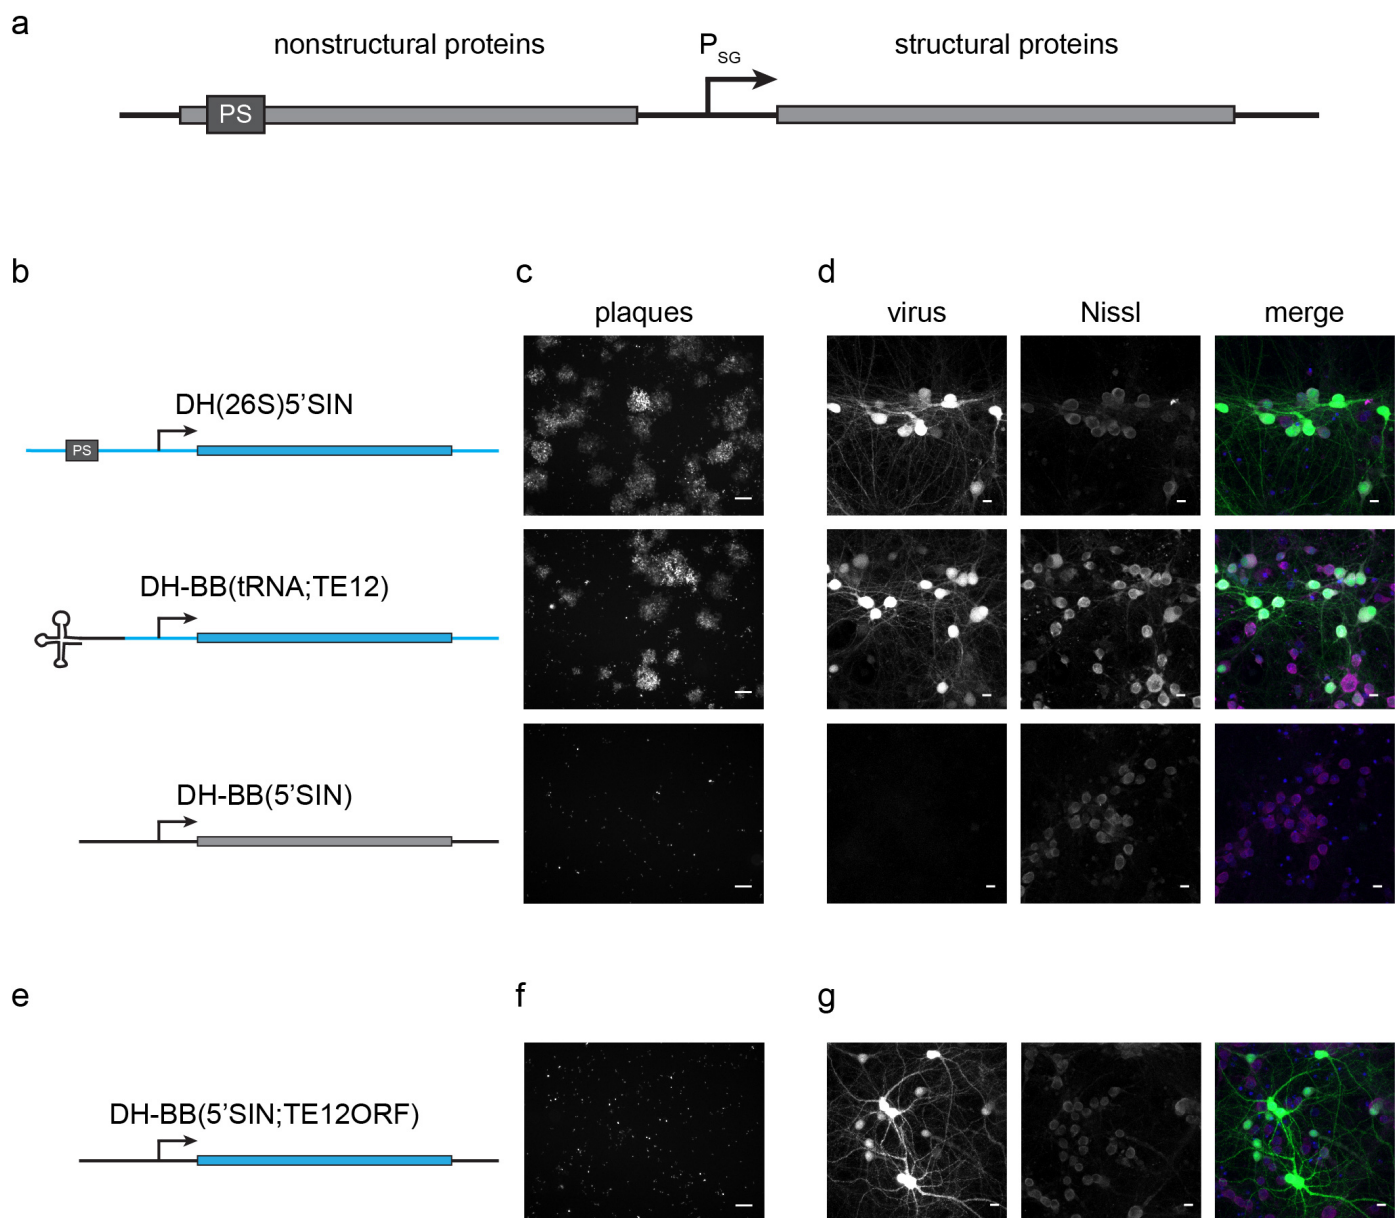 a
nonstructural proteins
P SG
structural proteins
PS
b
c
d
plaques
virus
Nissl
merge
DH(26S)5'SIN
PS
DH-BB(tRNA;TE12)
DH-BB(5'SIN)
e
f
g
DH-BB(5'SIN;TE12ORF)